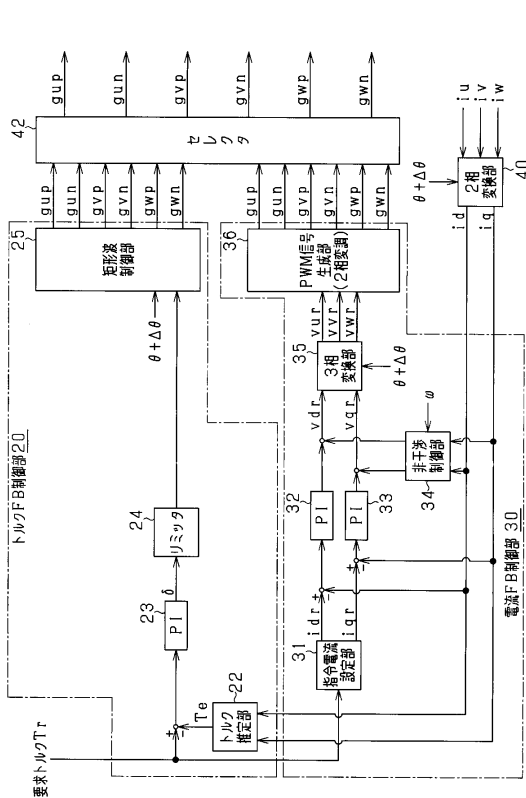 要求トルクTr
トルクFB制御部 20
22
トルク
推定部
Te
+
-
23
PI
δ
24
リミッタ
θ+Δθ
25
矩形波
制御部
gup
gun
gvp
gvn
gwp
gwn
電流FB制御部 30
31
指令電流
設定部
idr
iqr
+
-
+
-
32
PI
33
PI
34
非干渉
制御部
ω
vdr
vqr
35
3相
変換部
θ+Δθ
vur
vvr
vwr
36
PWM信号
生成部
(2相変調)
gup
gun
gvp
gvn
gwp
gwn
42
セレクタ
gup
gun
gvp
gvn
gwp
gwn
40
2相
変換部
θ+Δθ
id
iq
iu
iv
iw